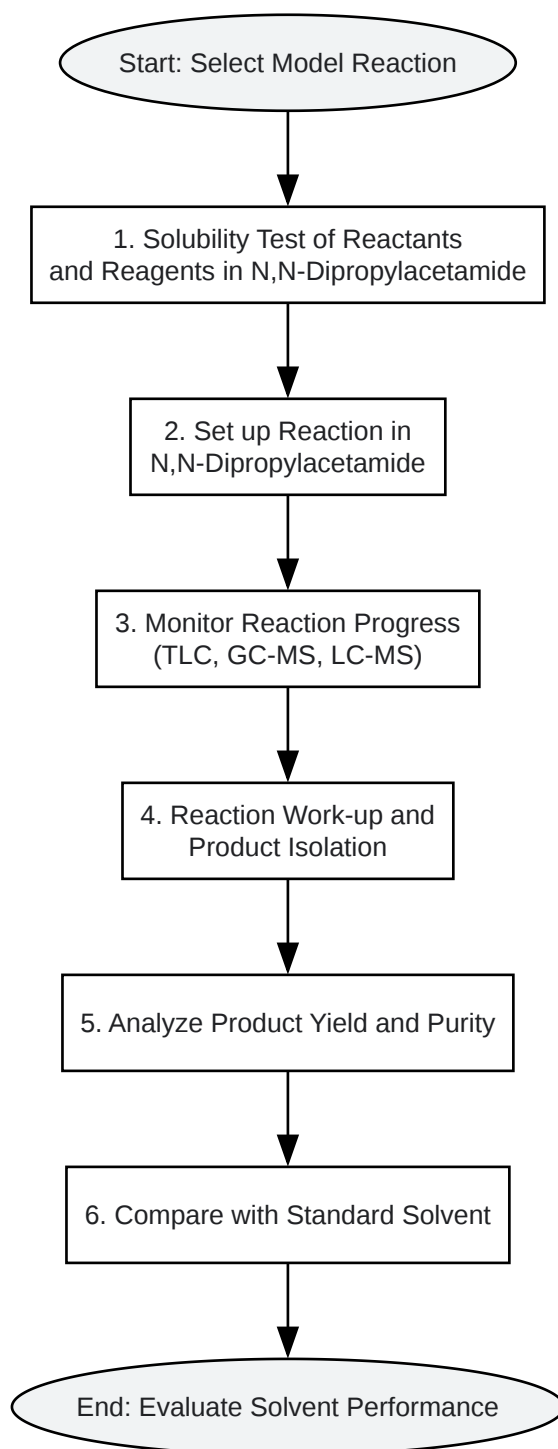 Start: Select Model Reaction
1. Solubility Test of Reactants
and Reagents in N,N-Dipropylacetamide
2. Set up Reaction in
N,N-Dipropylacetamide
3. Monitor Reaction Progress
(TLC, GC-MS, LC-MS)
4. Reaction Work-up and
Product Isolation
5. Analyze Product Yield and Purity
6. Compare with Standard Solvent
End: Evaluate Solvent Performance